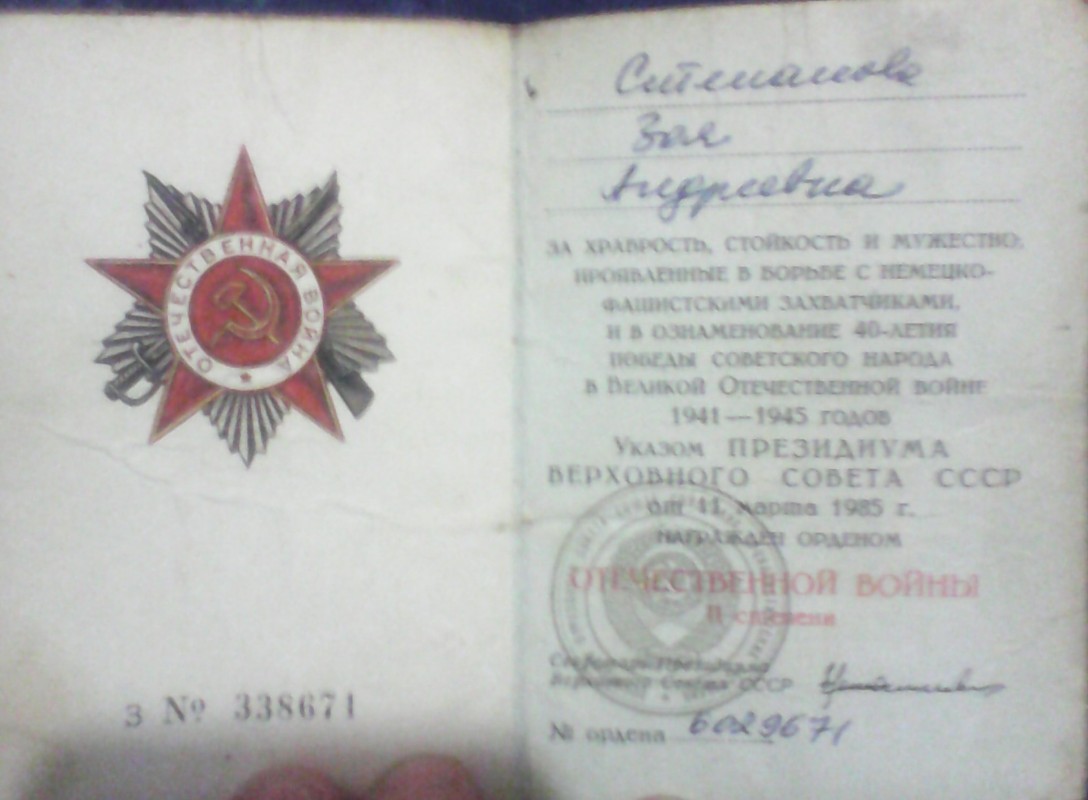 ОТЕЧЕСТВЕННАЯ ВОЙНА
З № 338671
Зоя
Андреевна
ЗА ХРАБРОСТЬ, СТОЙКОСТЬ И МУЖЕСТВО,
ПРОЯВЛЕННЫЕ В БОРЬБЕ С НЕМЕЦКО-
ФАШИСТСКИМИ ЗАХВАТЧИКАМИ,
И В ОЗНАМЕНОВАНИЕ 40-ЛЕТИЯ
ПОБЕДЫ СОВЕТСКОГО НАРОДА
В ВЕЛИКОЙ ОТЕЧЕСТВЕННОЙ ВОЙНЕ
1941—1945 ГОДОВ
УКАЗОМ ПРЕЗИДИУМА
ВЕРХОВНОГО СОВЕТА СССР
от 11 марта 1985 г.
НАГРАЖДЕН ОРДЕНОМ
ОТЕЧЕСТВЕННОЙ ВОЙНЫ
II степени
Секретарь Президиума
Верховного Совета СССР
№ ордена 6029671